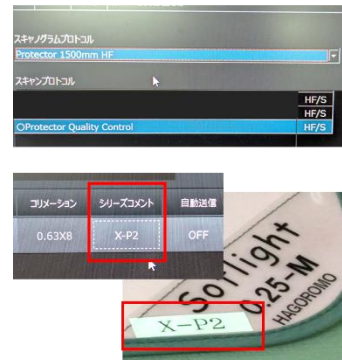 スキャノグラムプロトコル
Protector 1500mm HF
スキャンプロトコル
HF/S
HF/S
○Protector Quality Control HF/S
コリメーション シリーズコメント 自動送信
0.63X8 X-P2 OFF
Soflight
0.25-M
HAGOROMO
X-P2